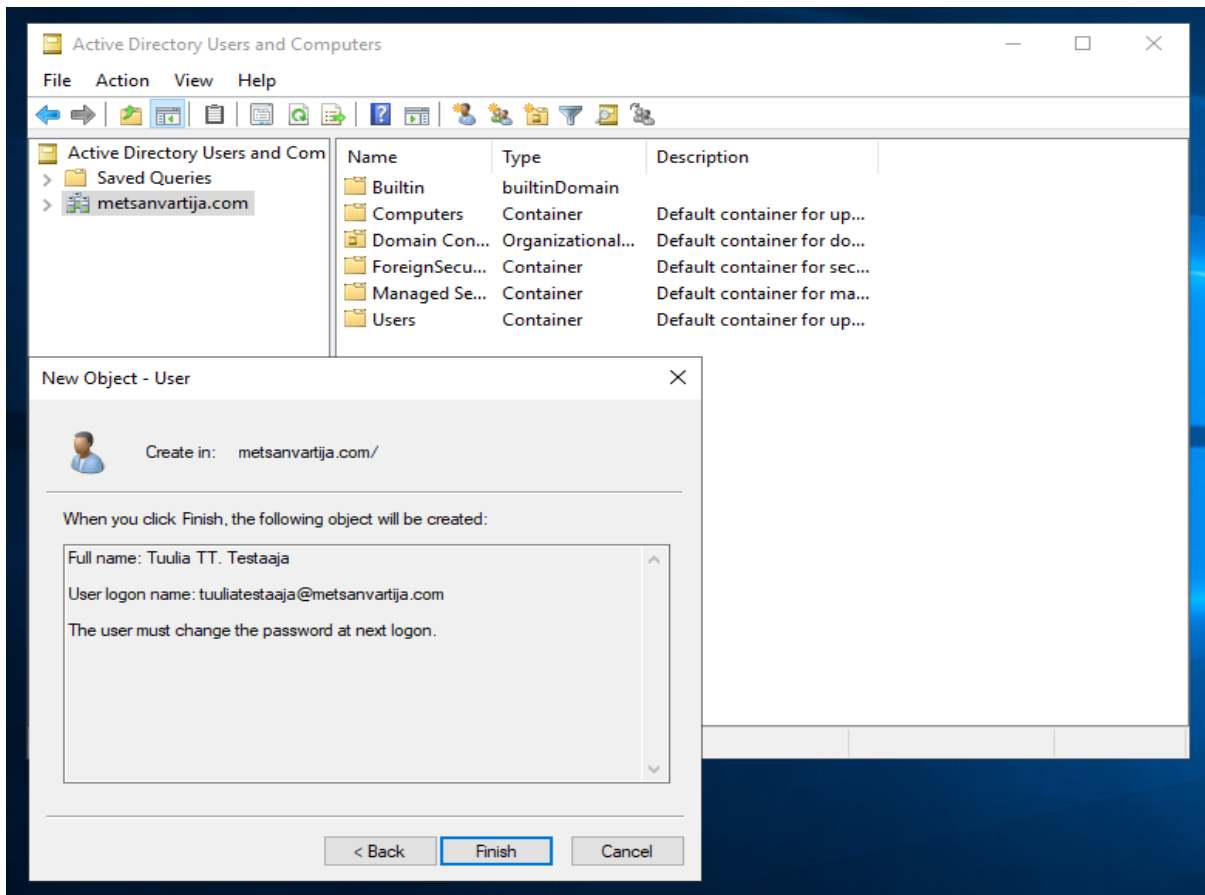 Active Directory Users and Computers
File Action View Help
Active Directory Users and Com
Saved Queries
metsanvartija.com
Name Type Description
Builtin builtinDomain
Computers Container Default container for up...
Domain Con... Organizational... Default container for do...
ForeignSecu... Container Default container for sec...
Managed Se... Container Default container for ma...
Users Container Default container for up...
New Object - User
Create in: metsanvartija.com/
When you click Finish, the following object will be created:
Full name: Tuulia TT. Testaaja
User logon name: tuuliatestaaja@metsanvartija.com
The user must change the password at next logon.
< Back Finish Cancel